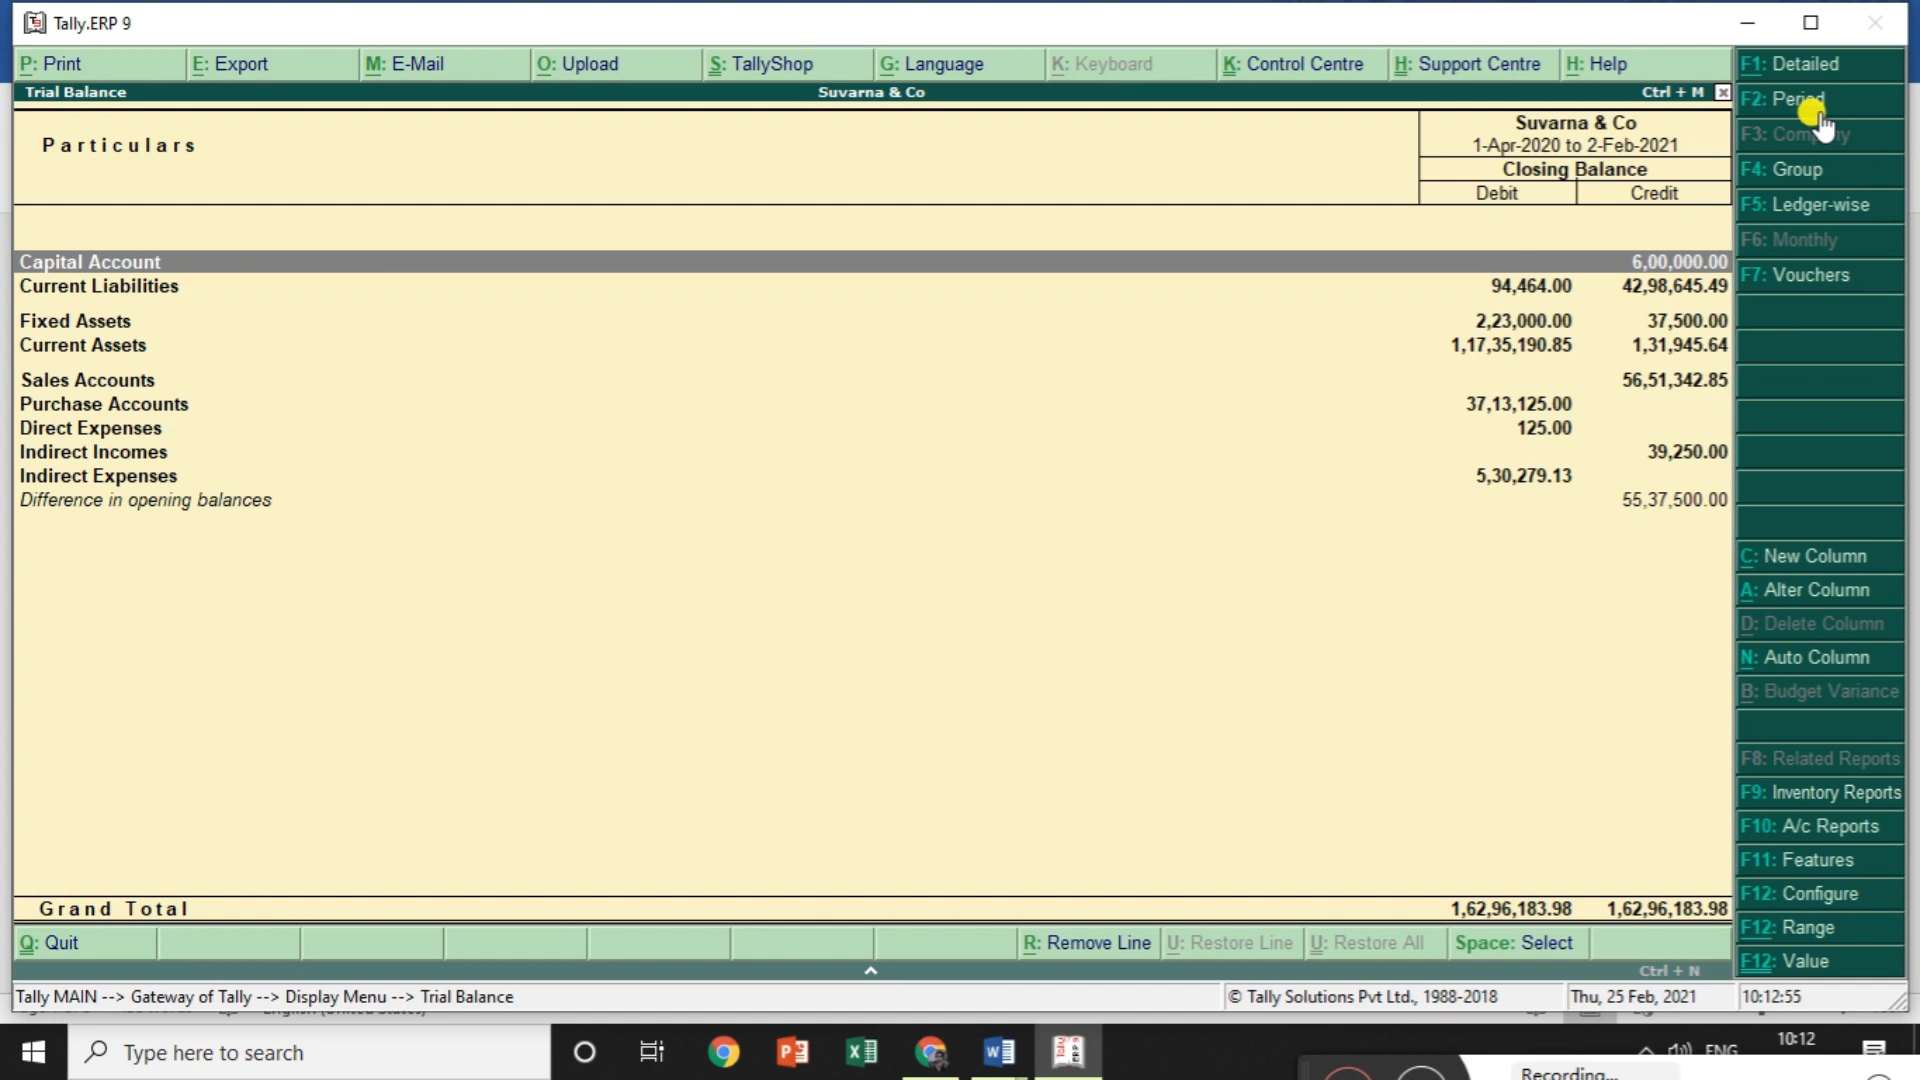 Tally.ERP 9
P: Print E: Export M: E-Mail O: Upload S: TallyShop G: Language K: Keyboard K: Control Centre H: Support Centre H: Help
Trial Balance Suvarna & Co Ctrl + M
Particulars
Suvarna & Co
1-Apr-2020 to 2-Feb-2021
Closing Balance
Debit Credit
Capital Account 6,00,000.00
Current Liabilities 94,464.00 42,98,645.49
Fixed Assets 2,23,000.00 37,500.00
Current Assets 1,17,35,190.85 1,31,945.64
Sales Accounts 56,51,342.85
Purchase Accounts 37,13,125.00
Direct Expenses 125.00
Indirect Incomes 39,250.00
Indirect Expenses 5,30,279.13
Difference in opening balances 55,37,500.00
Grand Total 1,62,96,183.98 1,62,96,183.98
Q: Quit R: Remove Line U: Restore Line U: Restore All Space: Select
Ctrl + N
Tally MAIN --> Gateway of Tally --> Display Menu --> Trial Balance © Tally Solutions Pvt Ltd., 1988-2018 Thu, 25 Feb, 2021 10:12:55
F1: Detailed
F2: Period
F3: Company
F4: Group
F5: Ledger-wise
F6: Monthly
F7: Vouchers
C: New Column
A: Alter Column
D: Delete Column
N: Auto Column
B: Budget Variance
F8: Related Reports
F9: Inventory Reports
F10: A/c Reports
F11: Features
F12: Configure
F12: Range
F12: Value
Type here to search
ENG
10:12
Recording...